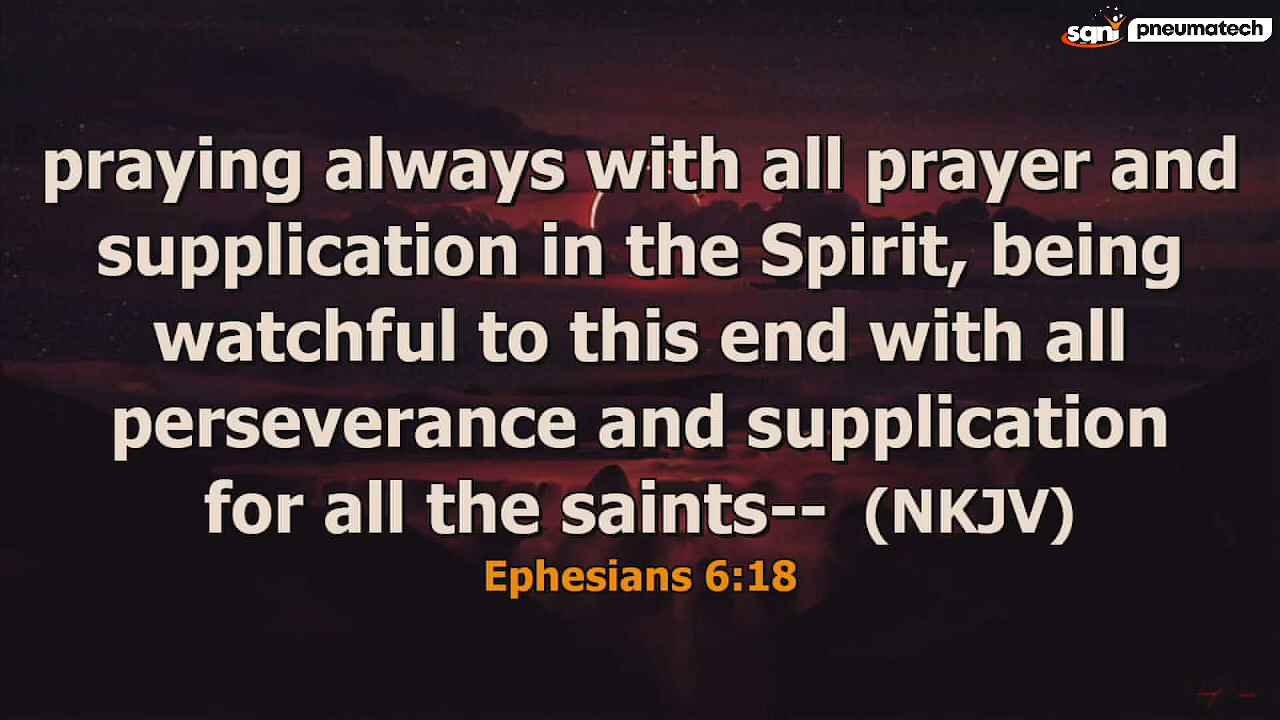 sqni pneumatech
praying always with all prayer and
supplication in the Spirit, being
watchful to this end with all
perseverance and supplication
for all the saints--  (NKJV)
Ephesians 6:18